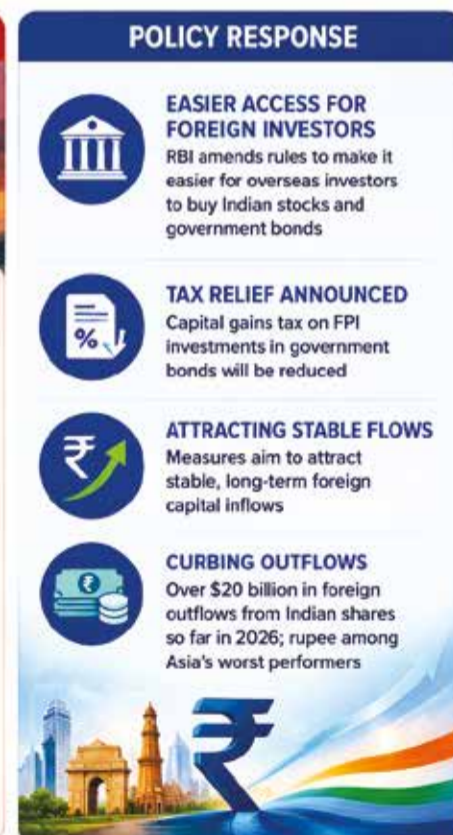 POLICY RESPONSE
EASIER ACCESS FOR
FOREIGN INVESTORS
RBI amends rules to make it
easier for overseas investors
to buy Indian stocks and
government bonds
%
TAX RELIEF ANNOUNCED
Capital gains tax on FPI
investments in government
bonds will be reduced
₹
ATTRACTING STABLE FLOWS
Measures aim to attract
stable, long-term foreign
capital inflows
₹
CURBING OUTFLOWS
Over $20 billion in foreign
outflows from Indian shares
so far in 2026; rupee among
Asia's worst performers
₹